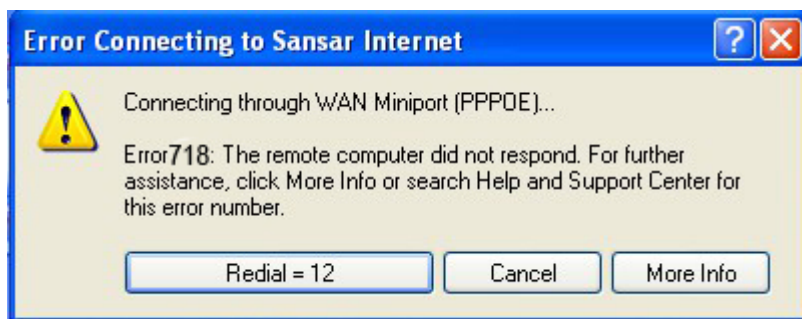 Error Connecting to Sansar Internet
Connecting through WAN Miniport (PPPOE)...
Error718: The remote computer did not respond. For further
assistance, click More Info or search Help and Support Center for
this error number.
Redial = 12
Cancel
More Info